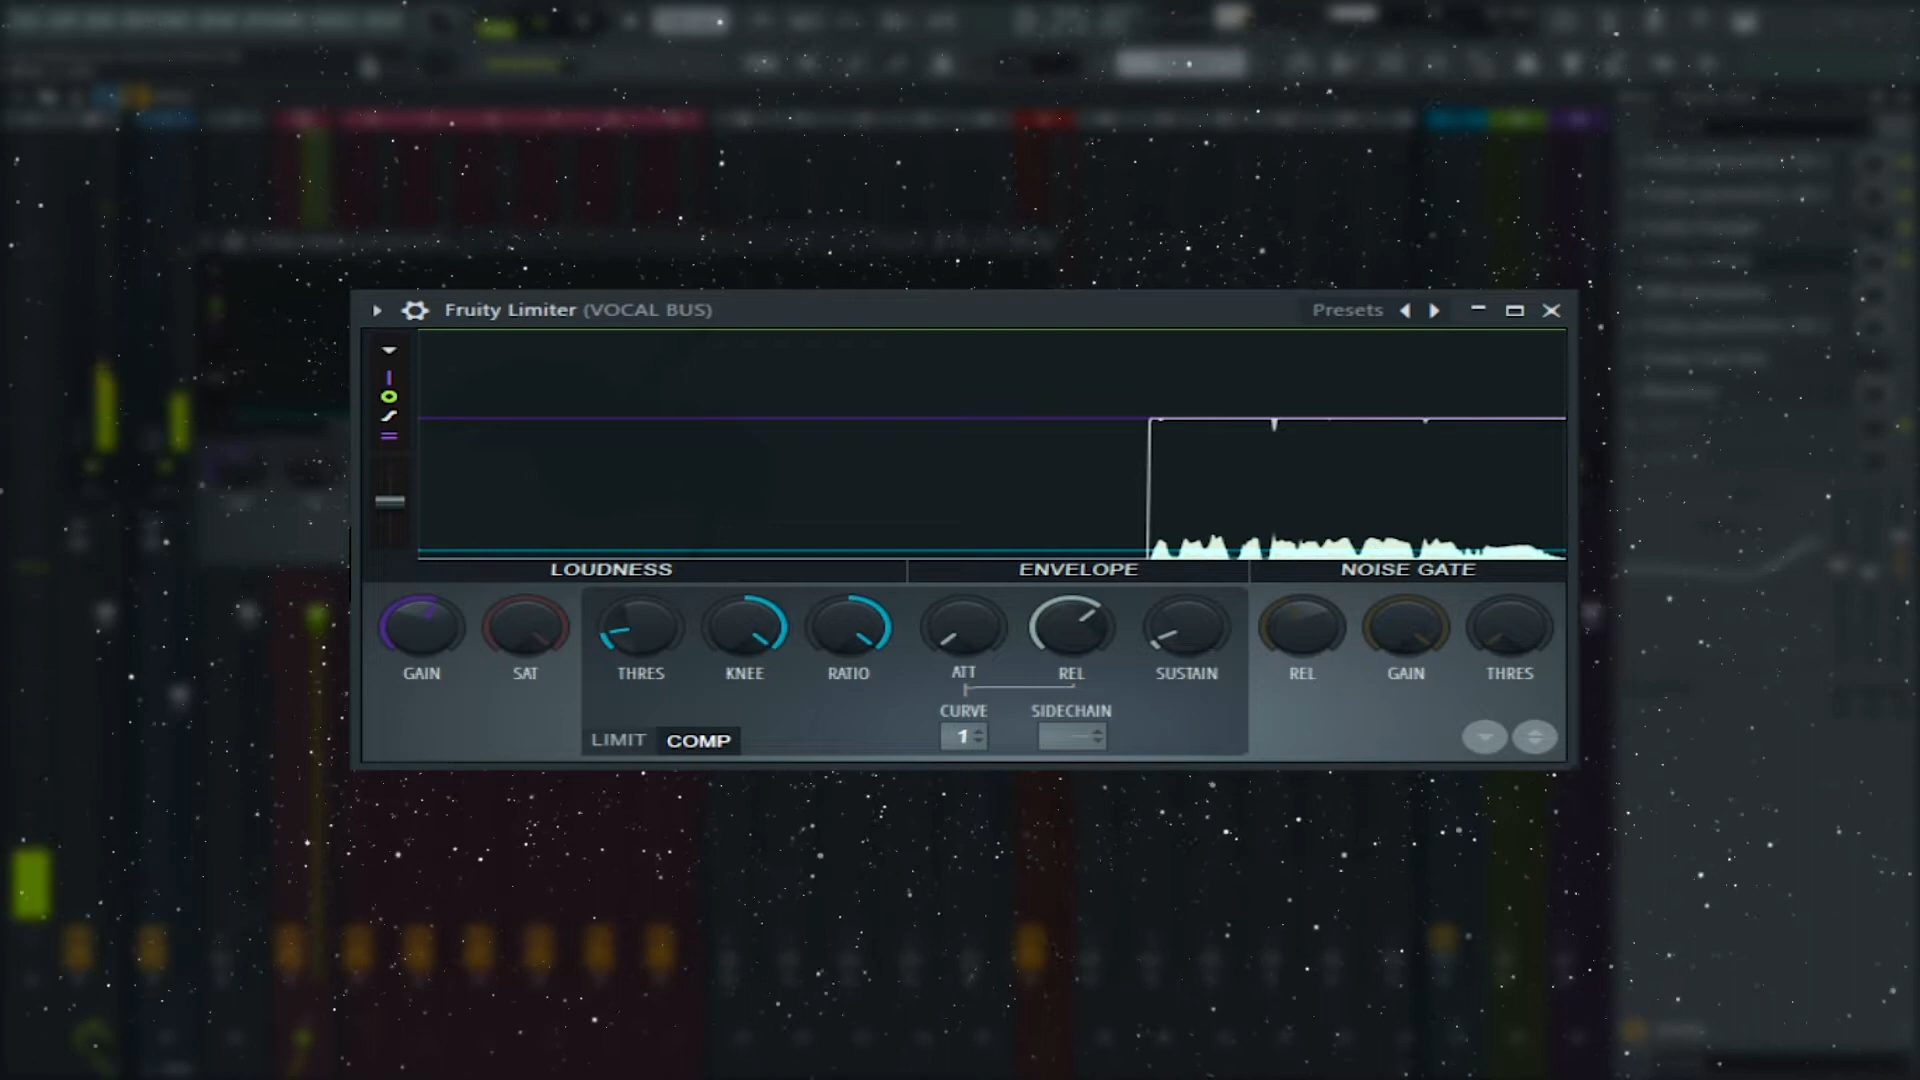 Fruity Limiter (VOCAL BUS) Presets
LOUDNESS ENVELOPE NOISE GATE
GAIN SAT THRES KNEE RATIO ATT REL SUSTAIN REL GAIN THRES
CURVE SIDECHAIN
LIMIT COMP 1